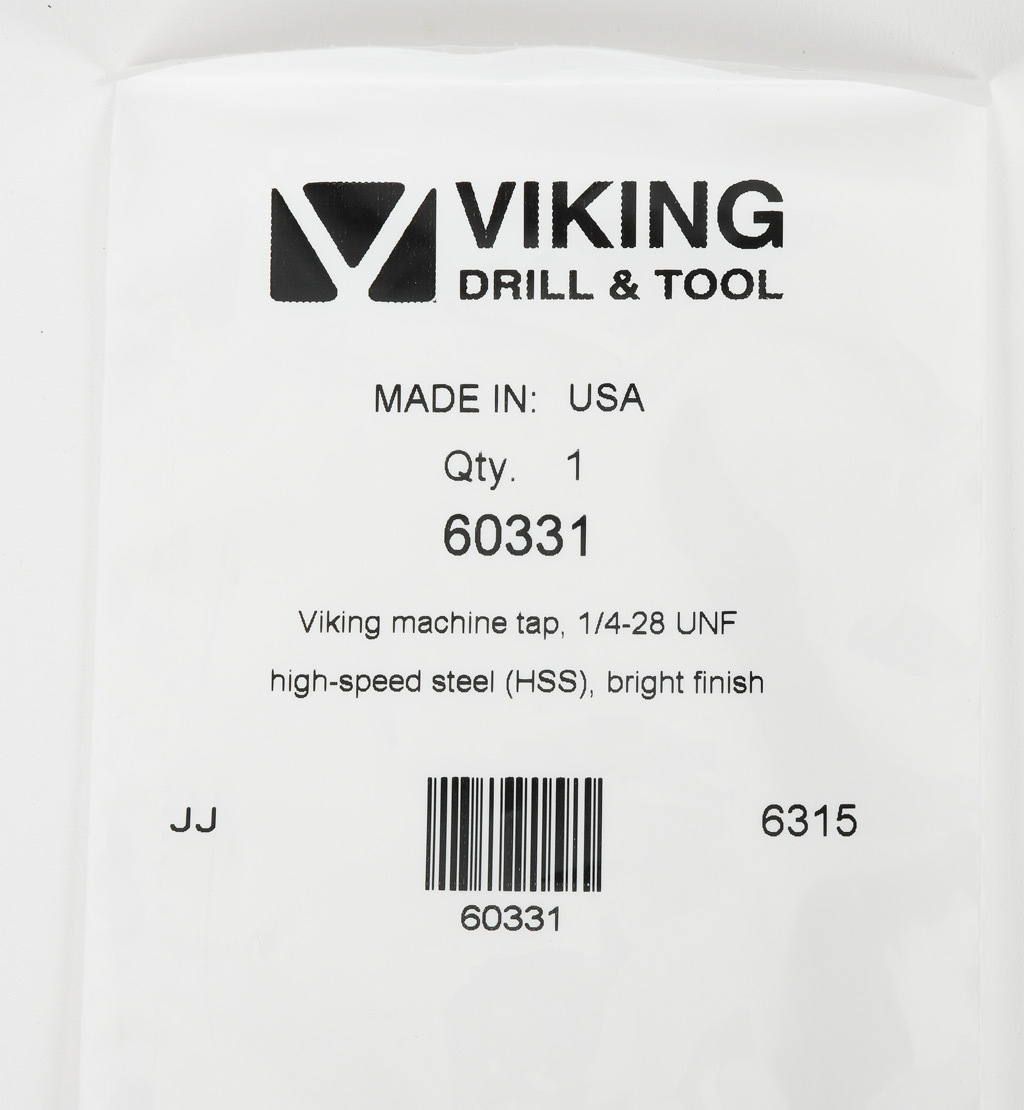 VIKING
DRILL & TOOL
MADE IN: USA
Qty. 1
60331
Viking machine tap, 1/4-28 UNF
high-speed steel (HSS), bright finish
JJ
6315
60331